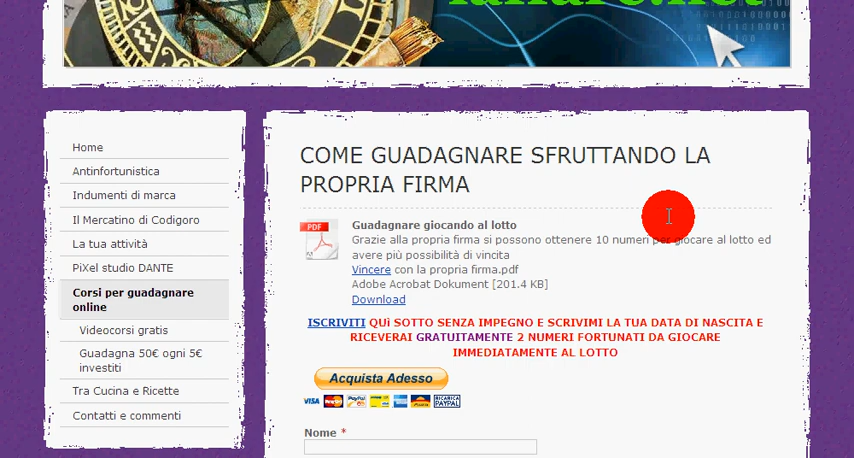 Home
Antinfortunistica
Indumenti di marca
Il Mercatino di Codigoro
La tua attività
PiXel studio DANTE
Corsi per guadagnare
online
Videocorsi gratis
Guadagna 50€ ogni 5€
investiti
Tra Cucina e Ricette
Contatti e commenti
COME GUADAGNARE SFRUTTANDO LA
PROPRIA FIRMA
PDF
Guadagnare giocando al lotto
Grazie alla propria firma si possono ottenere 10 numeri per giocare al lotto ed
avere più possibilità di vincita
Vincere con la propria firma.pdf
Adobe Acrobat Dokument [201.4 KB]
Download
ISCRIVITI QUì SOTTO SENZA IMPEGNO E SCRIVIMI LA TUA DATA DI NASCITA E
RICEVERAI GRATUITAMENTE 2 NUMERI FORTUNATI DA GIOCARE
IMMEDIATAMENTE AL LOTTO
Acquista Adesso
VISA PayPal RICARICA PAYPAL
Nome *